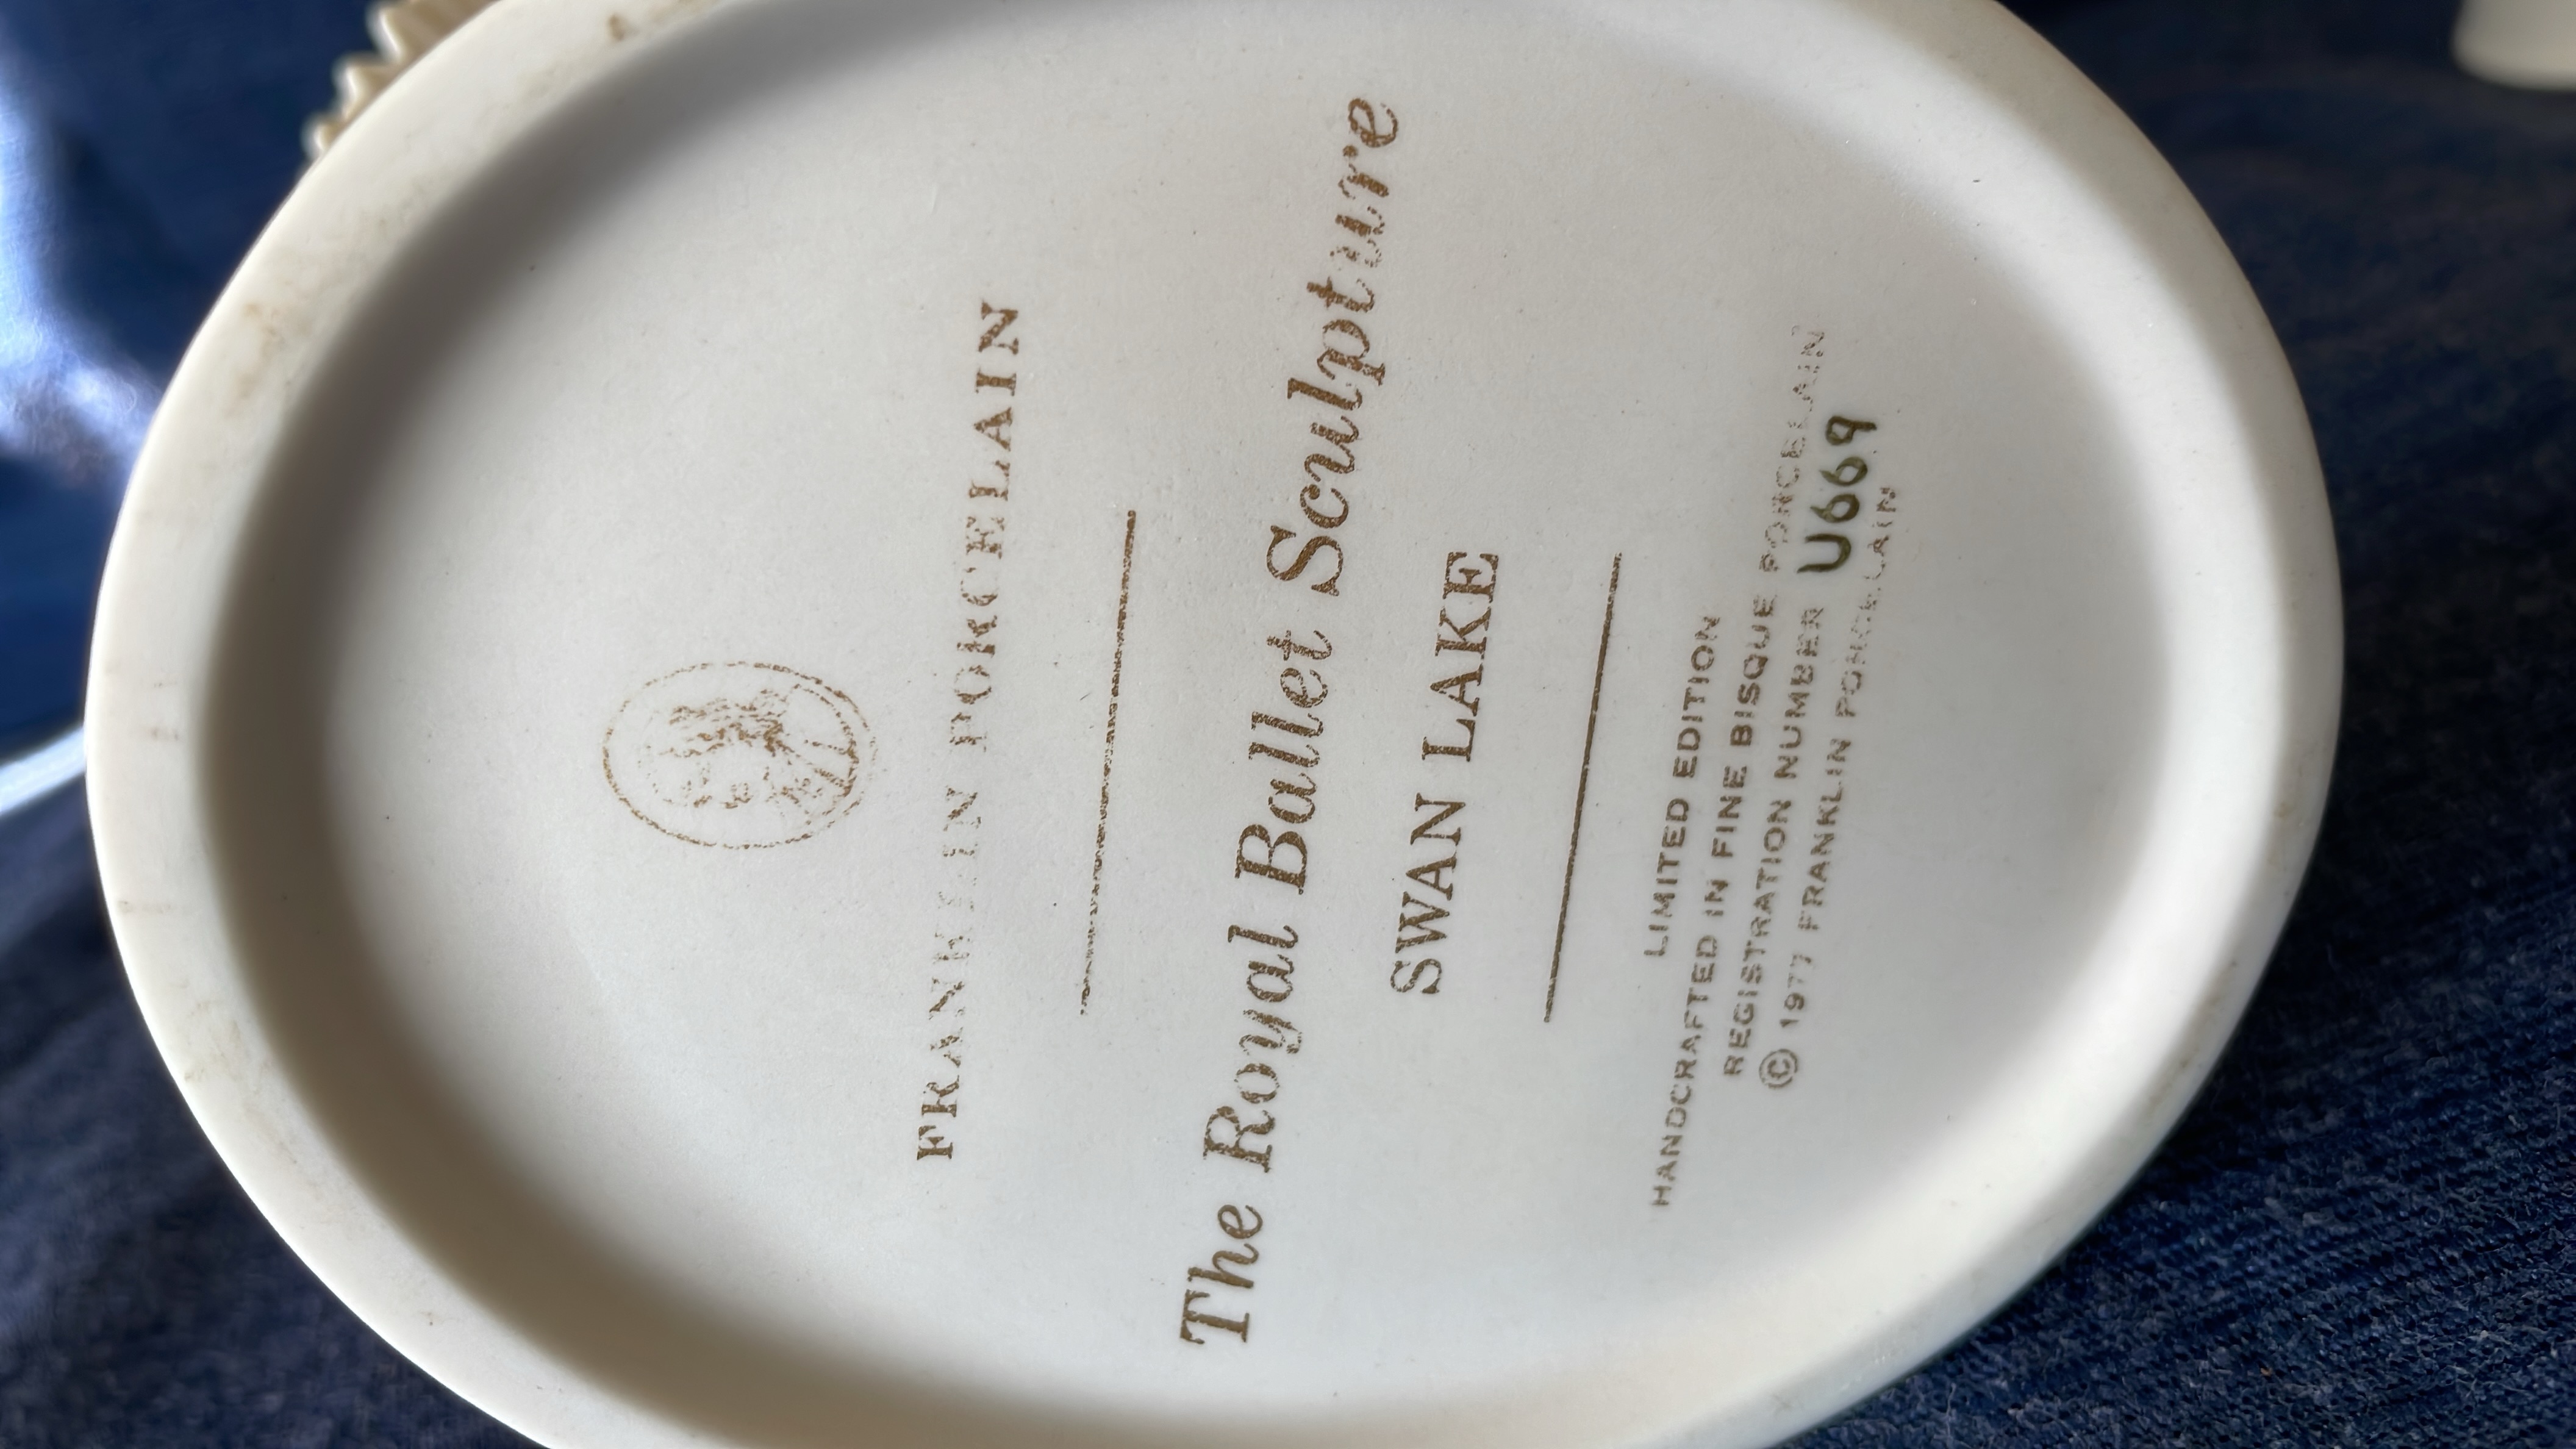 FRANKLIN PORCELAIN
The Royal Ballet Sculpture
SWAN LAKE
LIMITED EDITION
HANDCRAFTED IN FINE BISQUE PORCELAIN
REGISTRATION NUMBER U669
© 1977 FRANKLIN PORCELAIN